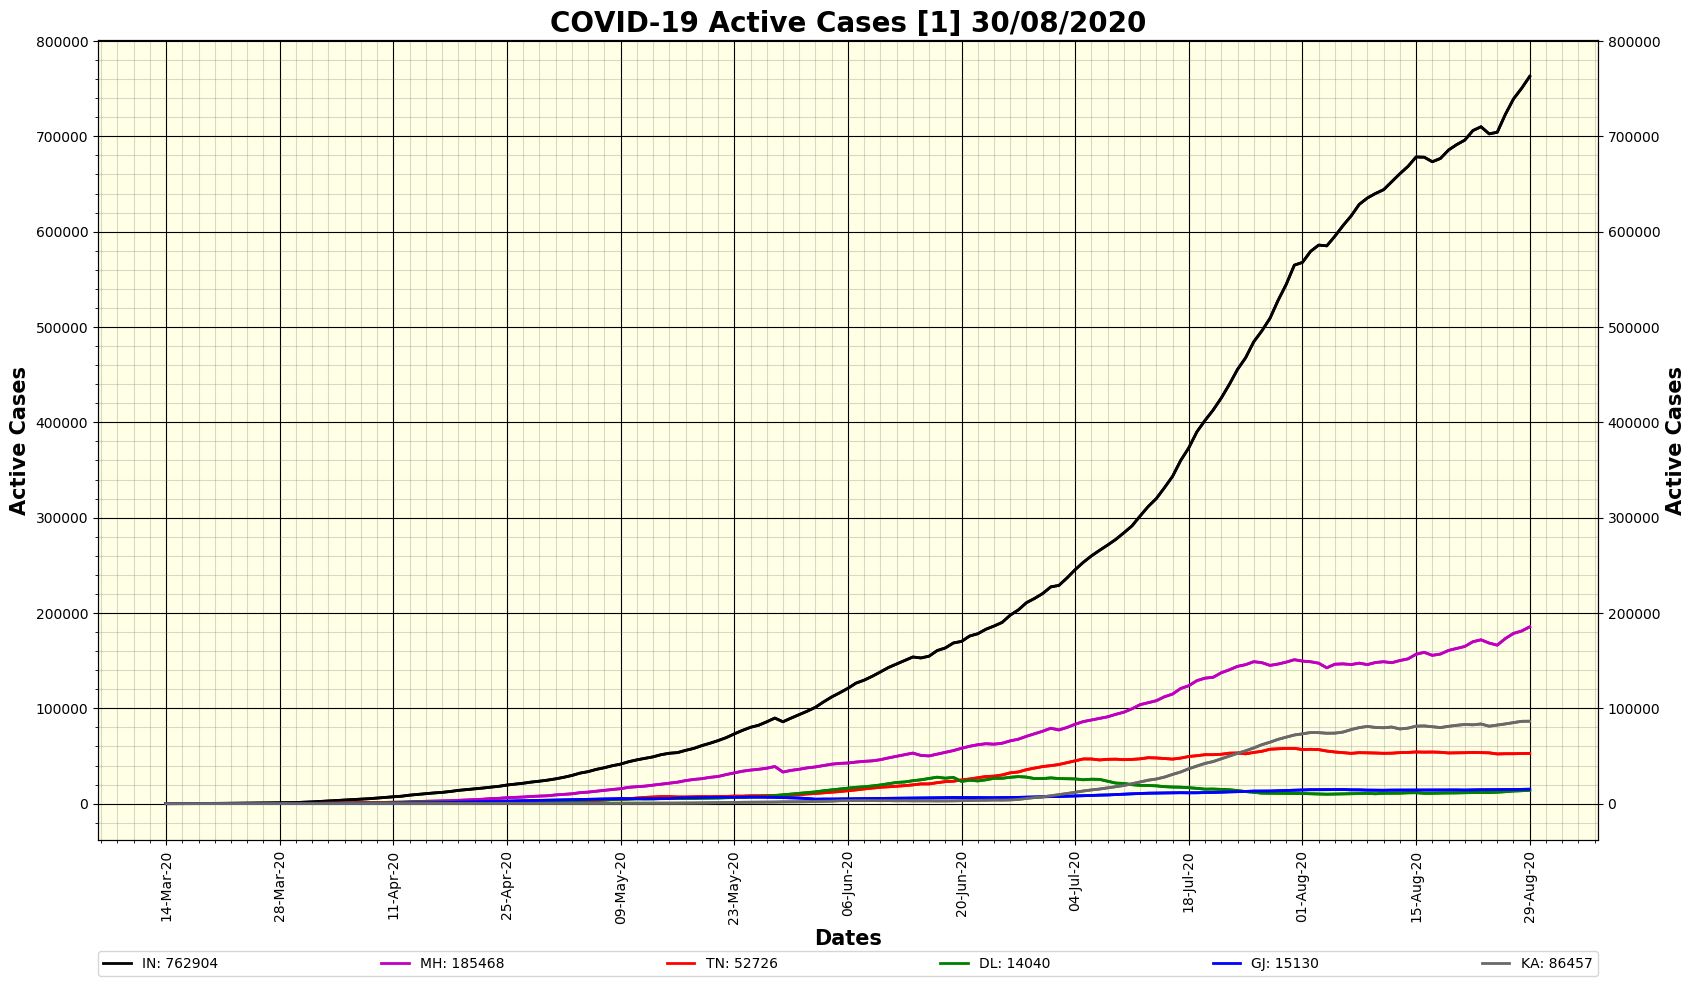 COVID-19 Active Cases [1] 30/08/2020
800000
700000
600000
500000
400000
300000
200000
100000
0
Active Cases
800000
700000
600000
500000
400000
300000
200000
100000
0
Active Cases
14-Mar-20
28-Mar-20
11-Apr-20
25-Apr-20
09-May-20
23-May-20
06-Jun-20
20-Jun-20
04-Jul-20
18-Jul-20
01-Aug-20
15-Aug-20
29-Aug-20
Dates
IN: 762904 MH: 185468 TN: 52726 DL: 14040 GJ: 15130 KA: 86457